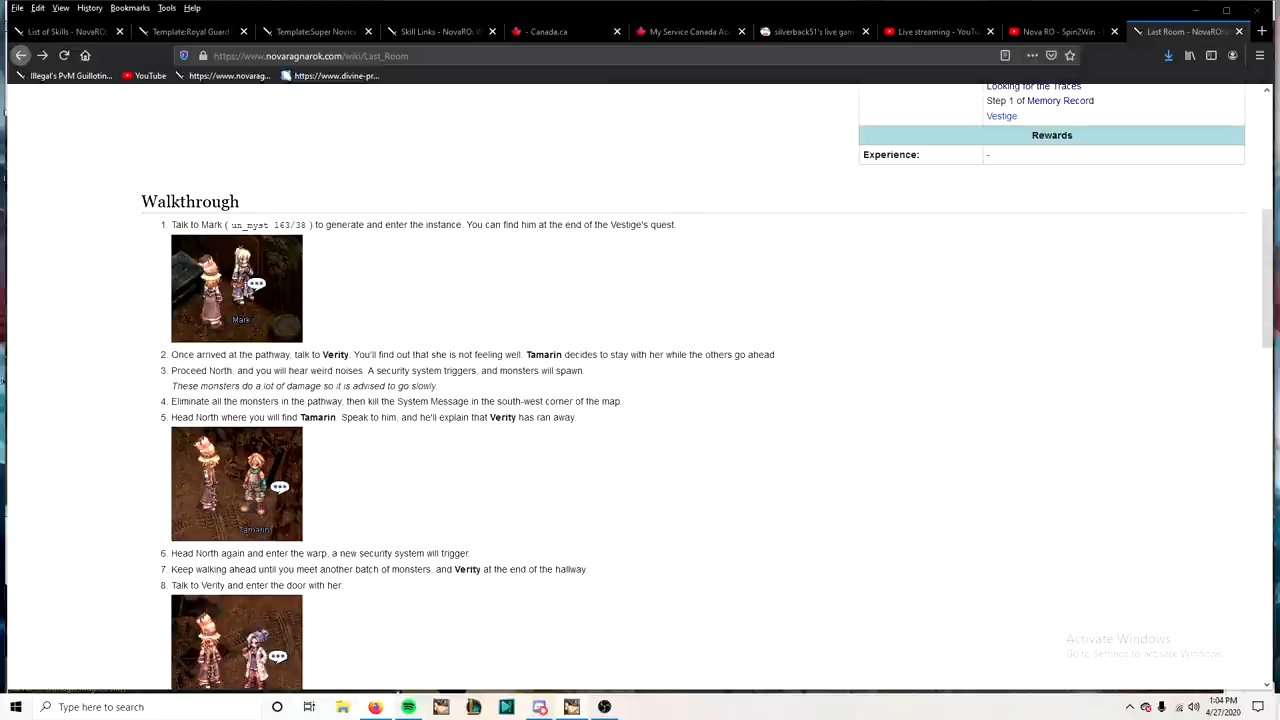 File Edit View History Bookmarks Tools Help
List of Skills - NovaRO: Template:Royal Guard Template:Super Novice Skill Links - NovaRO: W - Canada.ca My Service Canada Ac silverback51's live gam Live streaming - YouTu Nova RO - Spin2Win - Last Room - NovaRO:
https://www.novaragnarok.com/wiki/Last_Room
Illegal's PvM Guillotin... YouTube https://www.novarag... https://www.divine-pr...
Looking for the Traces
Step 1 of Memory Record
Vestige
Rewards
Experience: -
Walkthrough
1. Talk to Mark ( un_myst 163/38 ) to generate and enter the instance. You can find him at the end of the Vestige's quest.
Mark
2. Once arrived at the pathway, talk to Verity. You'll find out that she is not feeling well. Tamarin decides to stay with her while the others go ahead.
3. Proceed North, and you will hear weird noises. A security system triggers, and monsters will spawn.
These monsters do a lot of damage so it is advised to go slowly.
4. Eliminate all the monsters in the pathway, then kill the System Message in the south-west corner of the map.
5. Head North where you will find Tamarin. Speak to him, and he'll explain that Verity has ran away.
Tamarin
6. Head North again and enter the warp, a new security system will trigger.
7. Keep walking ahead until you meet another batch of monsters, and Verity at the end of the hallway.
8. Talk to Verity and enter the door with her.
Activate Windows
Go to Settings to activate Windows.
Type here to search
1:04 PM
4/27/2020